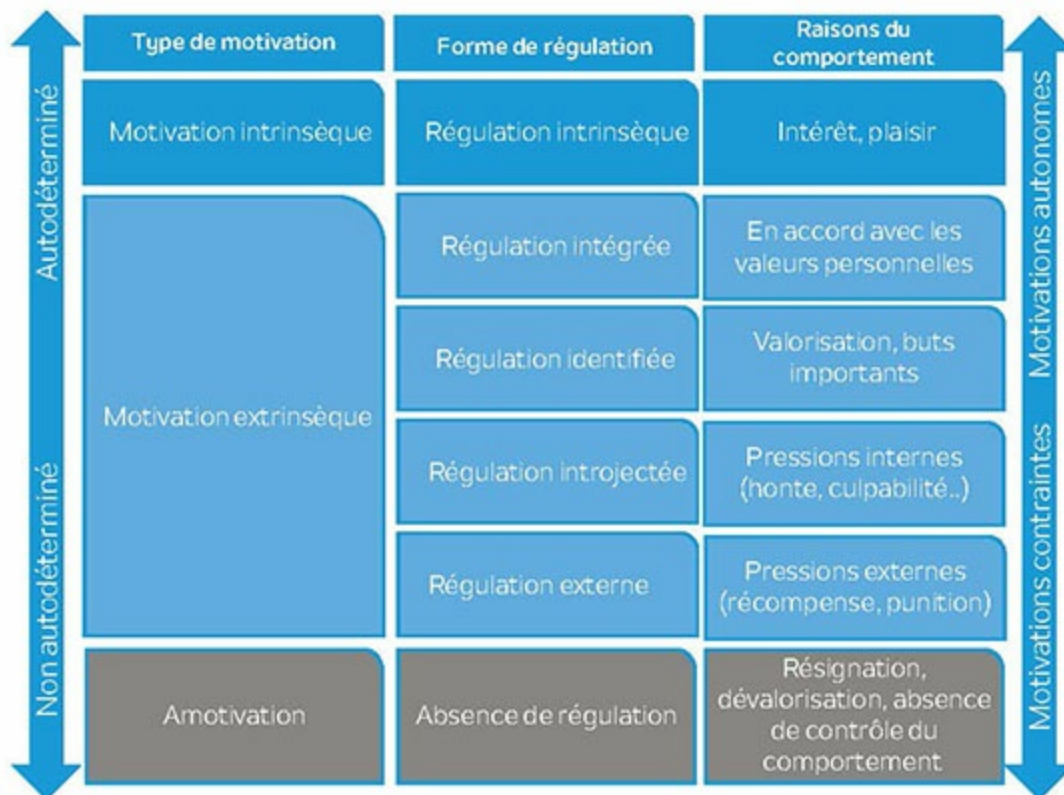 Type de motivation
Forme de régulation
Raisons du
comportement
Motivation intrinsèque
Régulation intrinsèque
Intérêt, plaisir
Motivation extrinsèque
Régulation intégrée
En accord avec les
valeurs personnelles
Régulation identifiée
Valorisation, buts
importants
Régulation introjectée
Pressions internes
(honte, culpabilité..)
Régulation externe
Pressions externes
(récompense, punition)
Amotivation
Absence de régulation
Résignation,
dévalorisation, absence
de contrôle du
comportement
Autodéterminé
Non autodéterminé
Motivations autonomes
Motivations contraintes